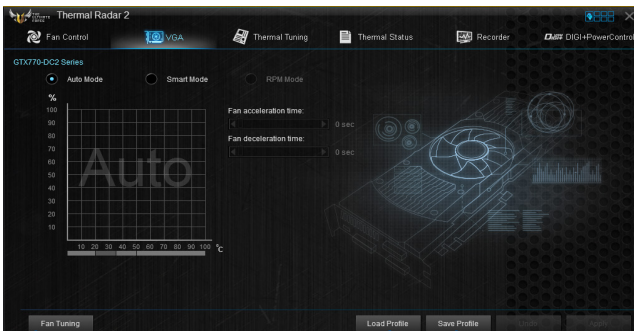 THE ULTIMATE FORCE
Thermal Radar 2
Fan Control
VGA
Thermal Tuning
Thermal Status
Recorder
DIGI+PowerControl
GTX770-DC2 Series
Auto Mode
Smart Mode
RPM Mode
%
100
90
80
70
60
50
40
30
20
10
Auto
10 20 30 40 50 60 70 80 90 100 °C
Fan acceleration time:
0 sec
Fan deceleration time:
0 sec
Fan Tuning
Load Profile
Save Profile